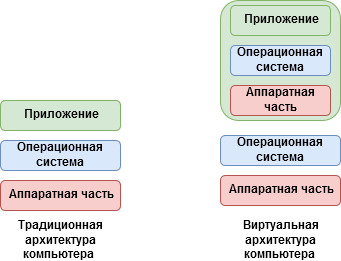 Приложение
Операционная
система
Аппаратная часть
Традиционная
архитектура
компьютера
Приложение
Операционная
система
Аппаратная
часть
Операционная
система
Аппаратная часть
Виртуальная
архитектура
компьютера